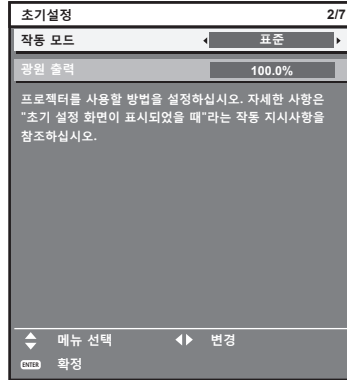 초기설정 2/7
작동 모드 표준
광원 출력 100.0%
프로젝터를 사용할 방법을 설정하십시오. 자세한 사항은
"초기 설정 화면이 표시되었을 때"라는 작동 지시사항을
참조하십시오.
메뉴 선택 변경
ENTER 확정